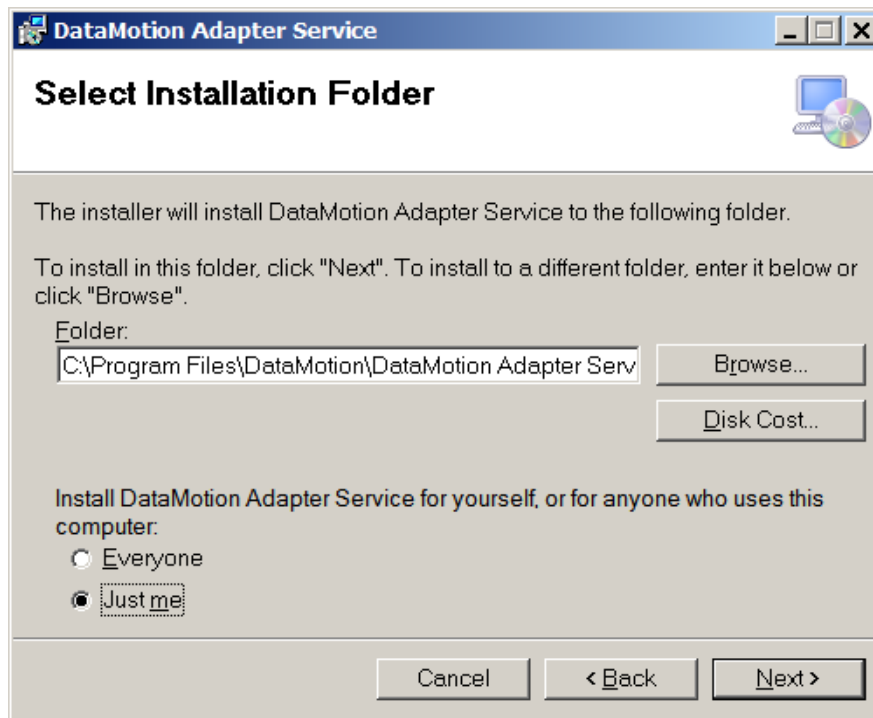 DataMotion Adapter Service
Select Installation Folder
The installer will install DataMotion Adapter Service to the following folder.
To install in this folder, click "Next". To install to a different folder, enter it below or
click "Browse".
Folder:
C:\Program Files\DataMotion\DataMotion Adapter Serv
Browse...
Disk Cost...
Install DataMotion Adapter Service for yourself, or for anyone who uses this
computer:
Everyone
Just me
Cancel
< Back
Next >